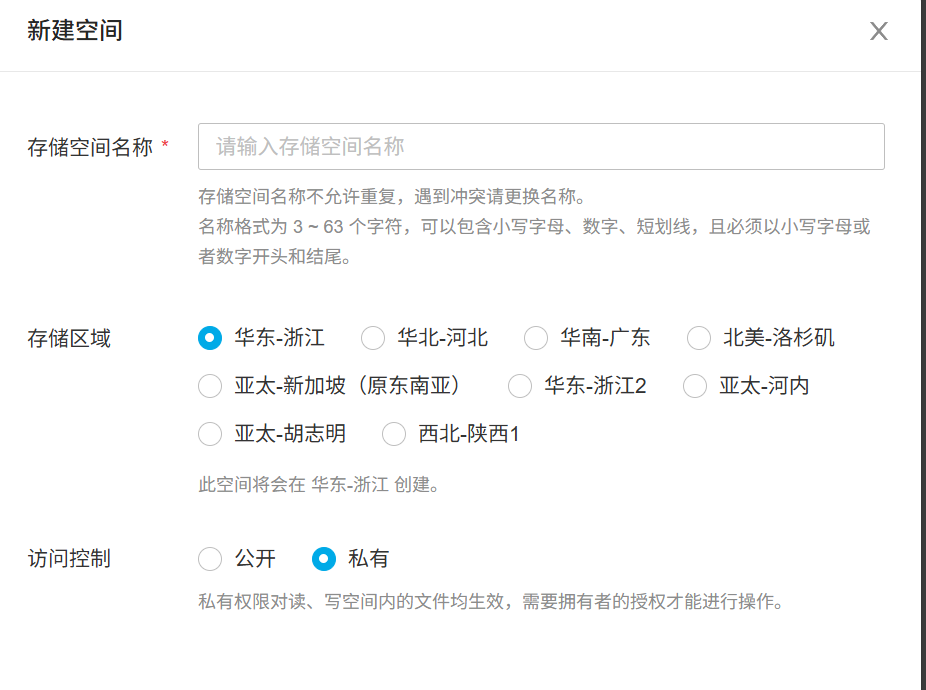 新建空间
存储空间名称 *
请输入存储空间名称
存储空间名称不允许重复，遇到冲突请更换名称。
名称格式为 3 ~ 63 个字符，可以包含小写字母、数字、短划线，且必须以小写字母或
者数字开头和结尾。
存储区域
华东-浙江 华北-河北 华南-广东 北美-洛杉矶
亚太-新加坡（原东南亚） 华东-浙江2 亚太-河内
亚太-胡志明 西北-陕西1
此空间将会在 华东-浙江 创建。
访问控制
公开 私有
私有权限对读、写空间内的文件均生效，需要拥有者的授权才能进行操作。